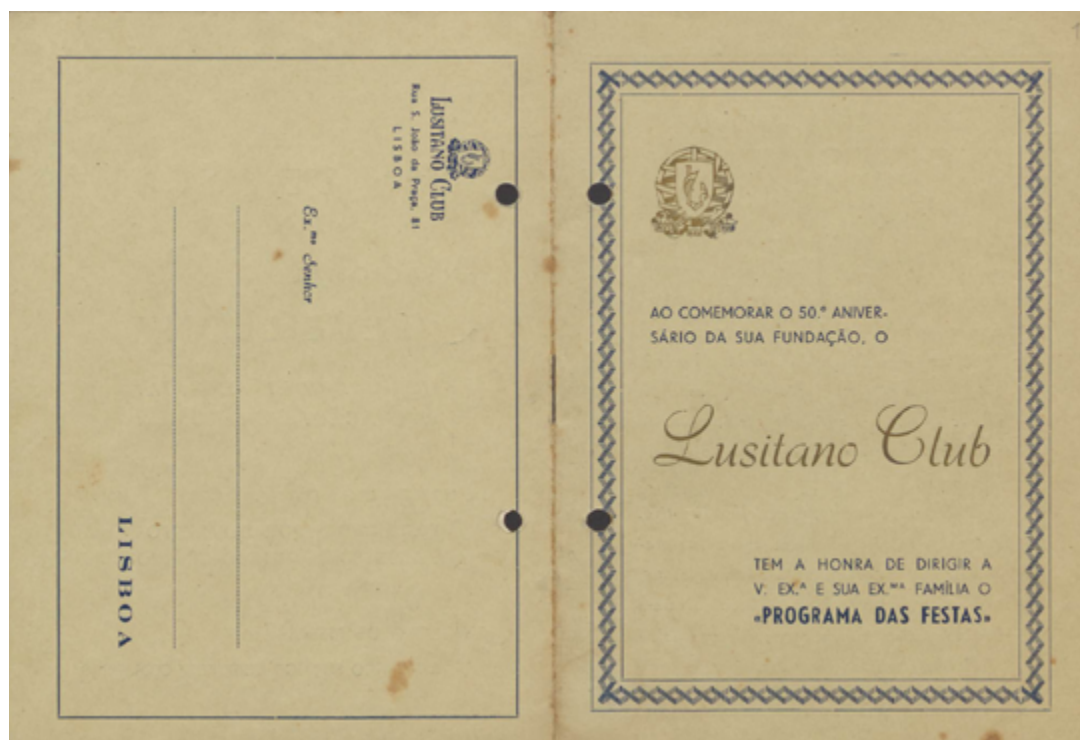 LUSITANO CLUB
Rua S. João da Praça, 81
LISBOA
Ex.ᵐᵒ Senhor
LISBOA
AO COMEMORAR O 50.º ANIVER-
SÁRIO DA SUA FUNDAÇÃO, O
Lusitano Club
TEM A HONRA DE DIRIGIR A
V. EX.ᴬ E SUA EX.ᴹᴬ FAMÍLIA O
«PROGRAMA DAS FESTAS»